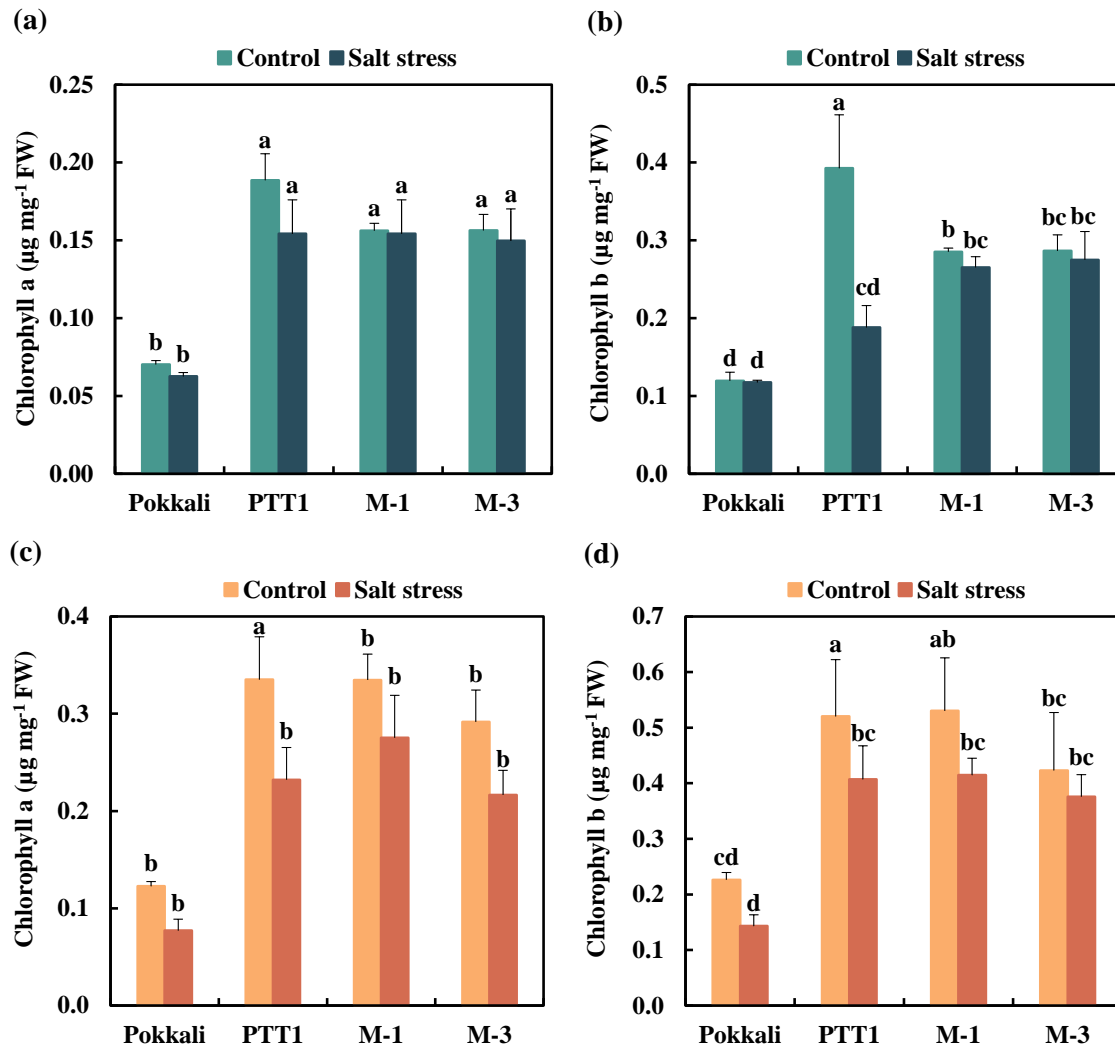 (a)
Control Salt stress
Chlorophyll a (µg mg-1 FW)
0.25
0.20
0.15
0.10
0.05
0.00
b b a a a a a a
Pokkali PTT1 M-1 M-3
(b)
Control Salt stress
Chlorophyll b (µg mg-1 FW)
0.5
0.4
0.3
0.2
0.1
0.0
d d a cd b bc bc bc
Pokkali PTT1 M-1 M-3
(c)
Control Salt stress
Chlorophyll a (µg mg-1 FW)
0.4
0.3
0.2
0.1
0.0
b b a b b b b b
Pokkali PTT1 M-1 M-3
(d)
Control Salt stress
Chlorophyll b (µg mg-1 FW)
0.7
0.6
0.5
0.4
0.3
0.2
0.1
0.0
cd d a bc ab bc bc bc
Pokkali PTT1 M-1 M-3